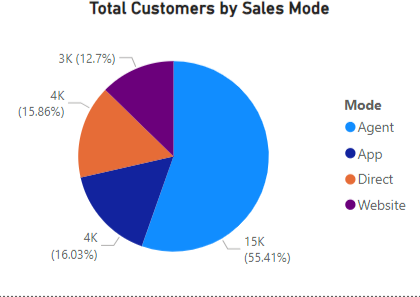 Total Customers by Sales Mode
3K (12.7%)
4K
(15.86%)
4K
(16.03%)
15K
(55.41%)
Mode
Agent
App
Direct
Website